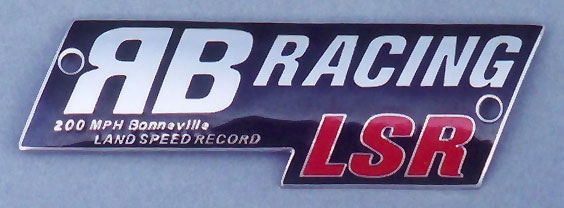 RB RACING
200 MPH Bonneville
LAND SPEED RECORD
LSR